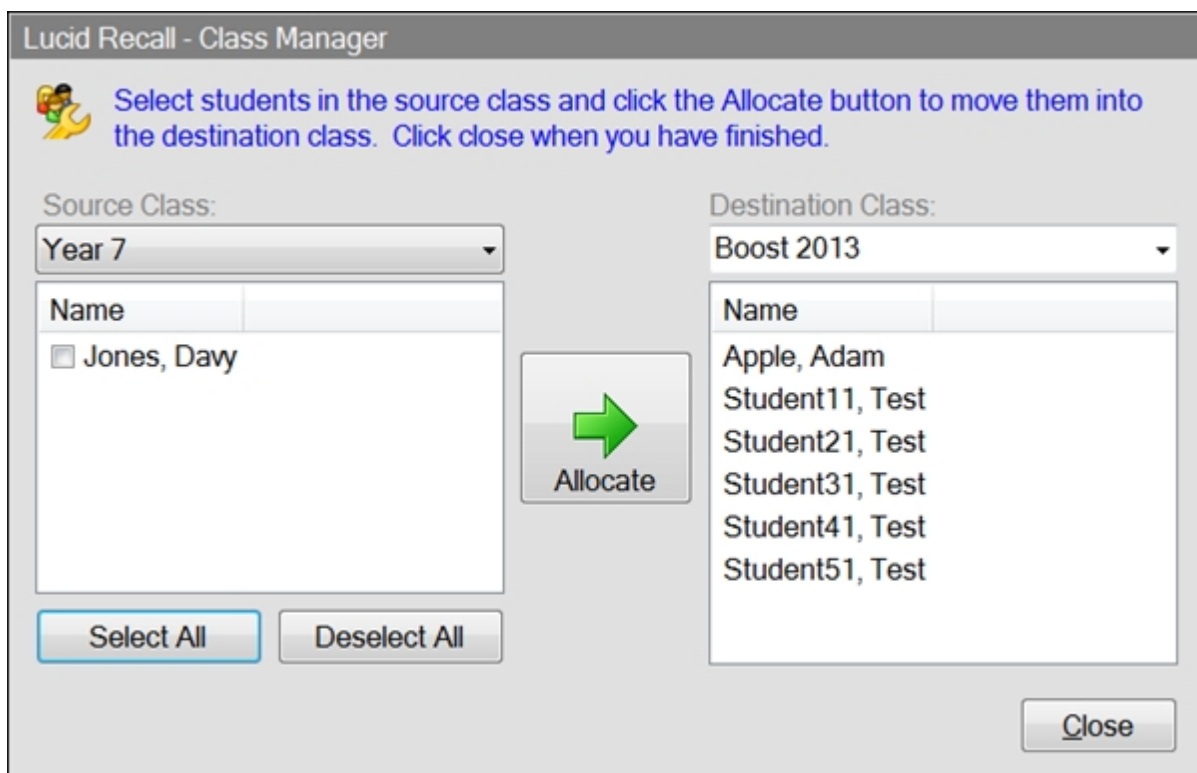 Lucid Recall - Class Manager
Select students in the source class and click the Allocate button to move them into
the destination class.  Click close when you have finished.
Source Class:
Year 7
Name
Jones, Davy
Select All
Deselect All
Allocate
Destination Class:
Boost 2013
Name
Apple, Adam
Student11, Test
Student21, Test
Student31, Test
Student41, Test
Student51, Test
Close